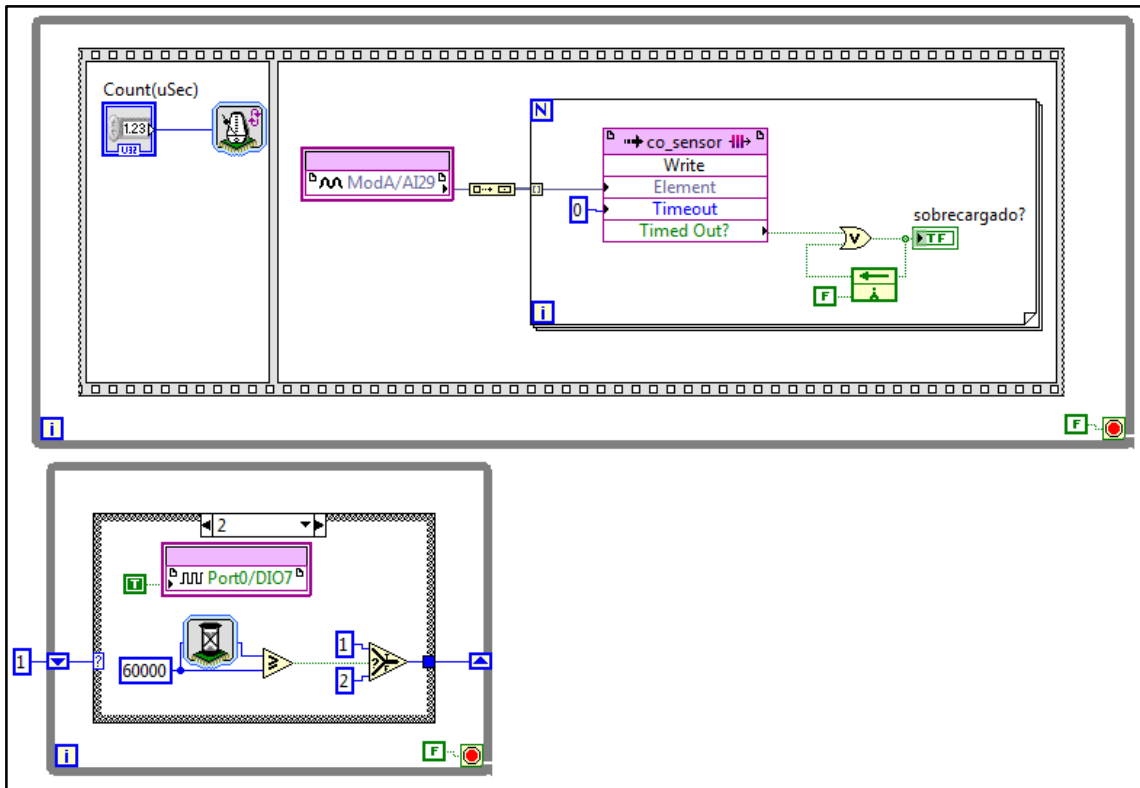 Count(uSec)
1.23
U32
ModA/AI29
N
co_sensor
Write
Element
0
Timeout
Timed Out?
sobrecargado?
TF
F
i
i
F
2
T
Port0/DIO7
1
?
60000
≥
1
?
2
i
F